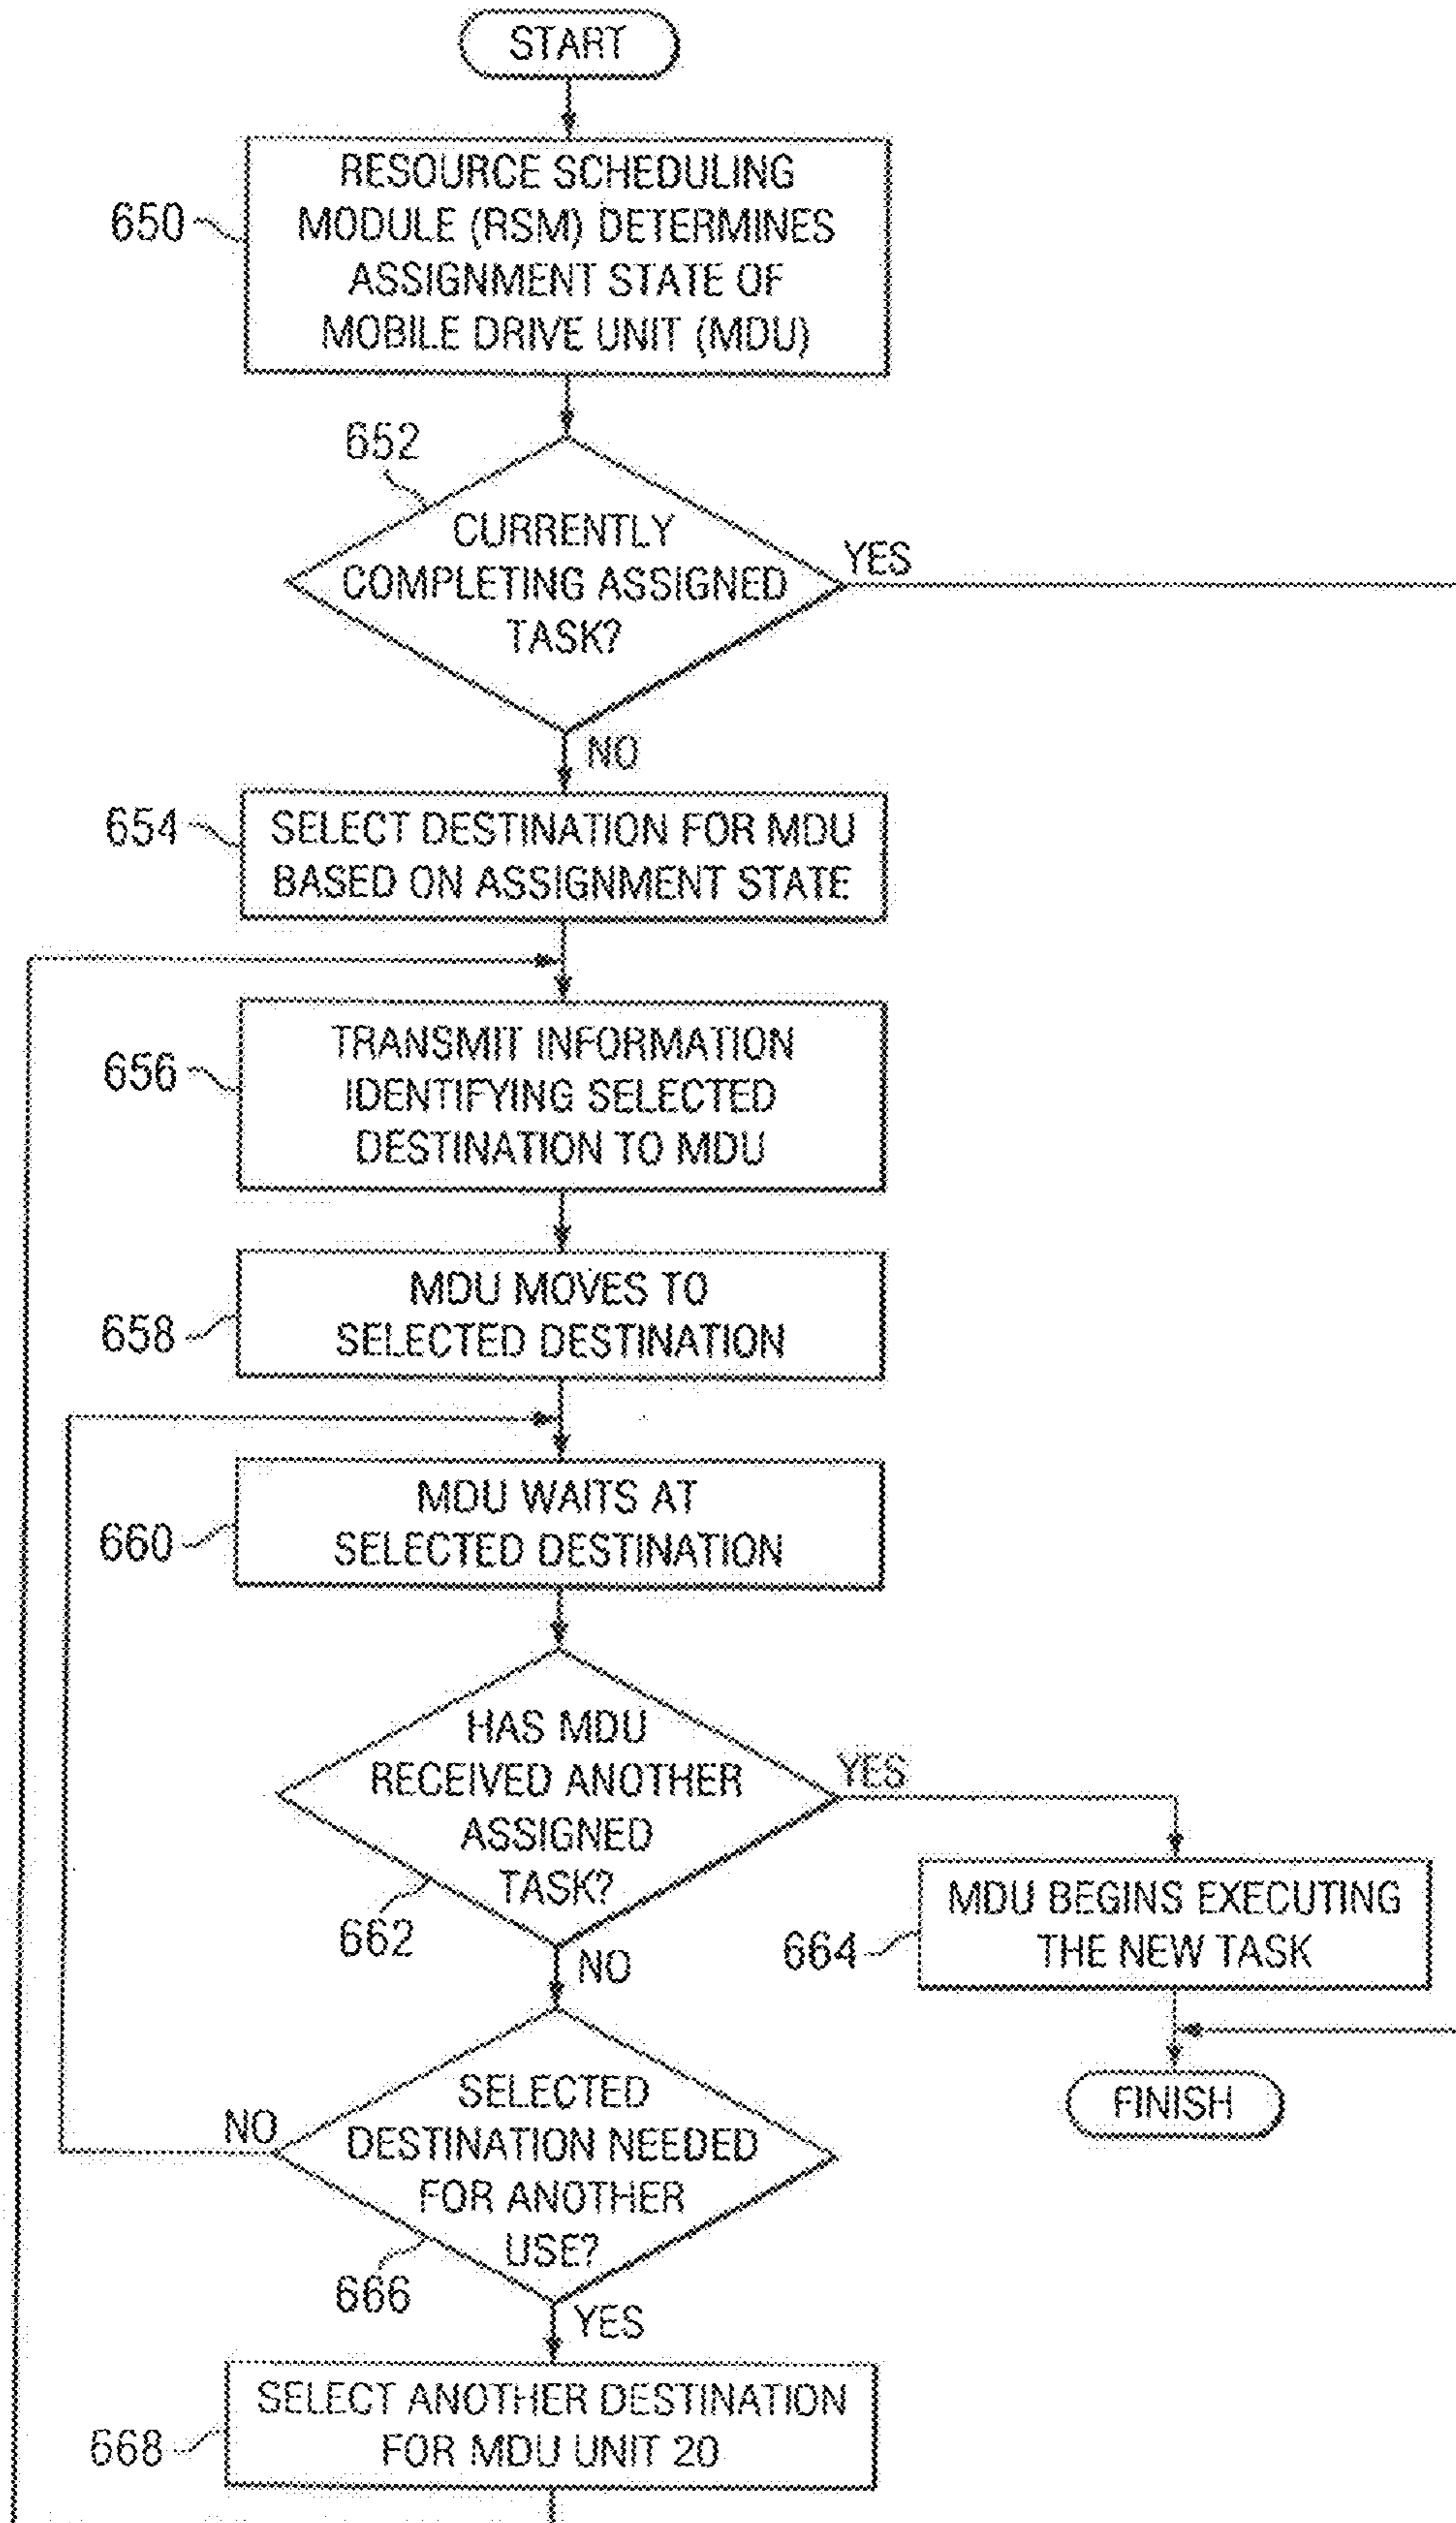 START
650
RESOURCE SCHEDULING
MODULE (RSM) DETERMINES
ASSIGNMENT STATE OF
MOBILE DRIVE UNIT (MDU)
652
CURRENTLY
COMPLETING ASSIGNED
TASK?
YES
NO
654
SELECT DESTINATION FOR MDU
BASED ON ASSIGNMENT STATE
656
TRANSMIT INFORMATION
IDENTIFYING SELECTED
DESTINATION TO MDU
658
MDU MOVES TO
SELECTED DESTINATION
660
MDU WAITS AT
SELECTED DESTINATION
HAS MDU
RECEIVED ANOTHER
ASSIGNED
TASK?
YES
662
NO
664
MDU BEGINS EXECUTING
THE NEW TASK
FINISH
SELECTED
DESTINATION NEEDED
FOR ANOTHER
USE?
NO
666
YES
668
SELECT ANOTHER DESTINATION
FOR MDU UNIT 20